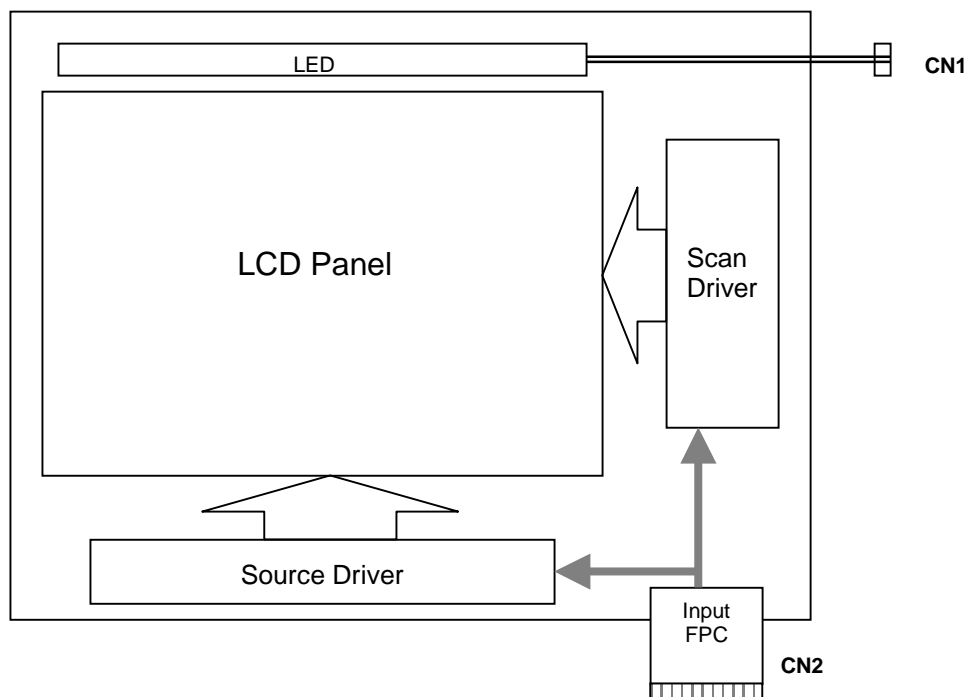 LED
CN1
LCD Panel
Scan
Driver
Source Driver
Input
FPC
CN2